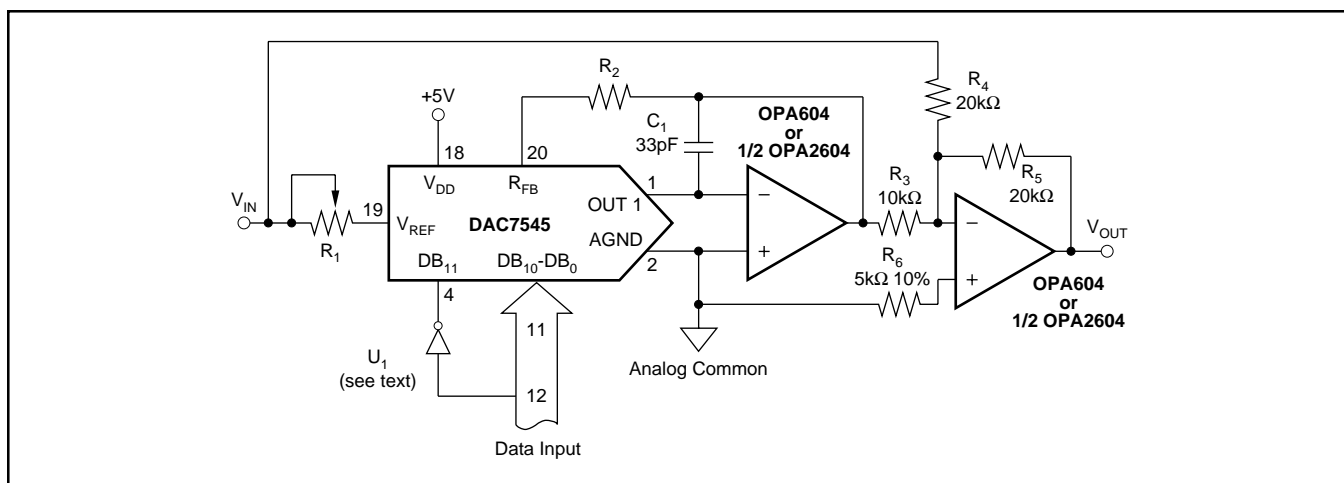 R2
R4
20kΩ
+5V
C1
33pF
OPA604
or
1/2 OPA2604
18
20
R5
20kΩ
VDD
RFB
1
R3
10kΩ
VIN
19
OUT 1
–
–
VREF
DAC7545
VOUT
R1
AGND
+
2
R6
5kΩ 10%
+
DB11
DB10-DB0
OPA604
or
1/2 OPA2604
4
11
U1
(see text)
Analog Common
12
Data Input